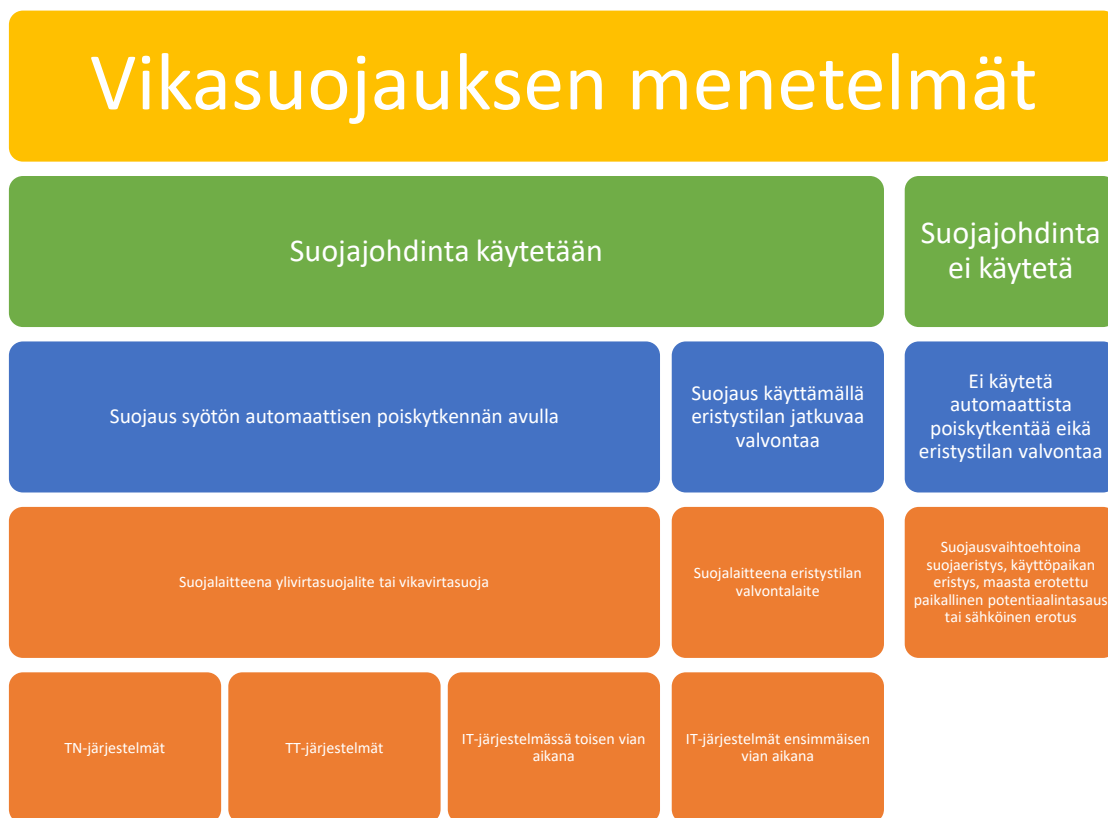 Vikasuojauksen menetelmät
Suojajohdinta käytetään
Suojajohdinta
ei käytetä
Suojaus syötön automaattisen poiskytkennän avulla
Suojaus käyttämällä
eristystilan jatkuvaa
valvontaa
Ei käytetä
automaattista
poiskytkentää eikä
eristystilan valvontaa
Suojalaitteena ylivirtasuojalite tai vikavirtasuoja
Suojalaitteena eristystilan
valvontalaite
Suojausvaihtoehtoina
suojaeristys, käyttöpaikan
eristys, maasta erotettu
paikallinen potentiaalintasaus
tai sähköinen erotus
TN-järjestelmät
TT-järjestelmät
IT-järjestelmässä toisen vian
aikana
IT-järjestelmät ensimmäisen
vian aikana